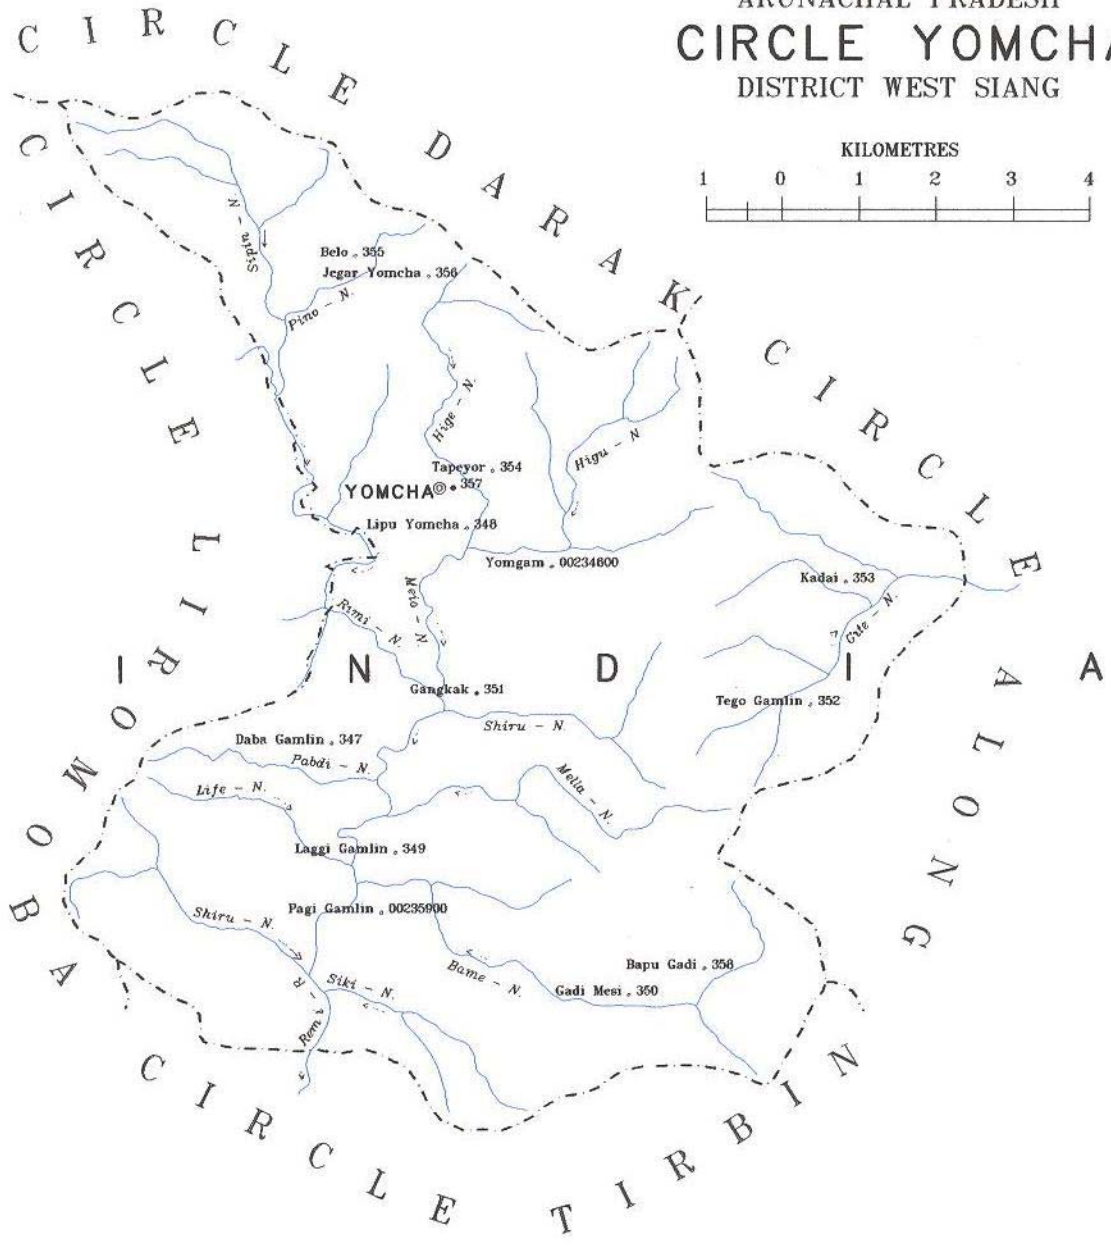 ARUNACHAL PRADESH
CIRCLE YOMCHA
DISTRICT WEST SIANG
KILOMETRES
1 0 1 2 3 4
CIRCLE DARAK
CIRCLE LIROMOBA
CIRCLE ALONG
CIRCLE TIRBIN
INDIA
Sipin - N.
Belo 355
Jegar Yomcha 356
Pino - N.
Hige - N.
Higu - N
Tapeyor 354
YOMCHA 357
Lipu Yomcha 348
Yomgam 00234600
Meio - N.
Kadai 353
Rimi - N.
Gangkak 351
Tego Gamlin 352
Shiru - N.
Daba Gamlin 347
Pabdi - N.
Life - N.
Mella - N.
Laggi Gamlin 349
Pagi Gamlin 00235900
Shiru - N.
Bame - N.
Bapu Gadi 358
Gadi Mesi 350
Siki - N.
Remi - R